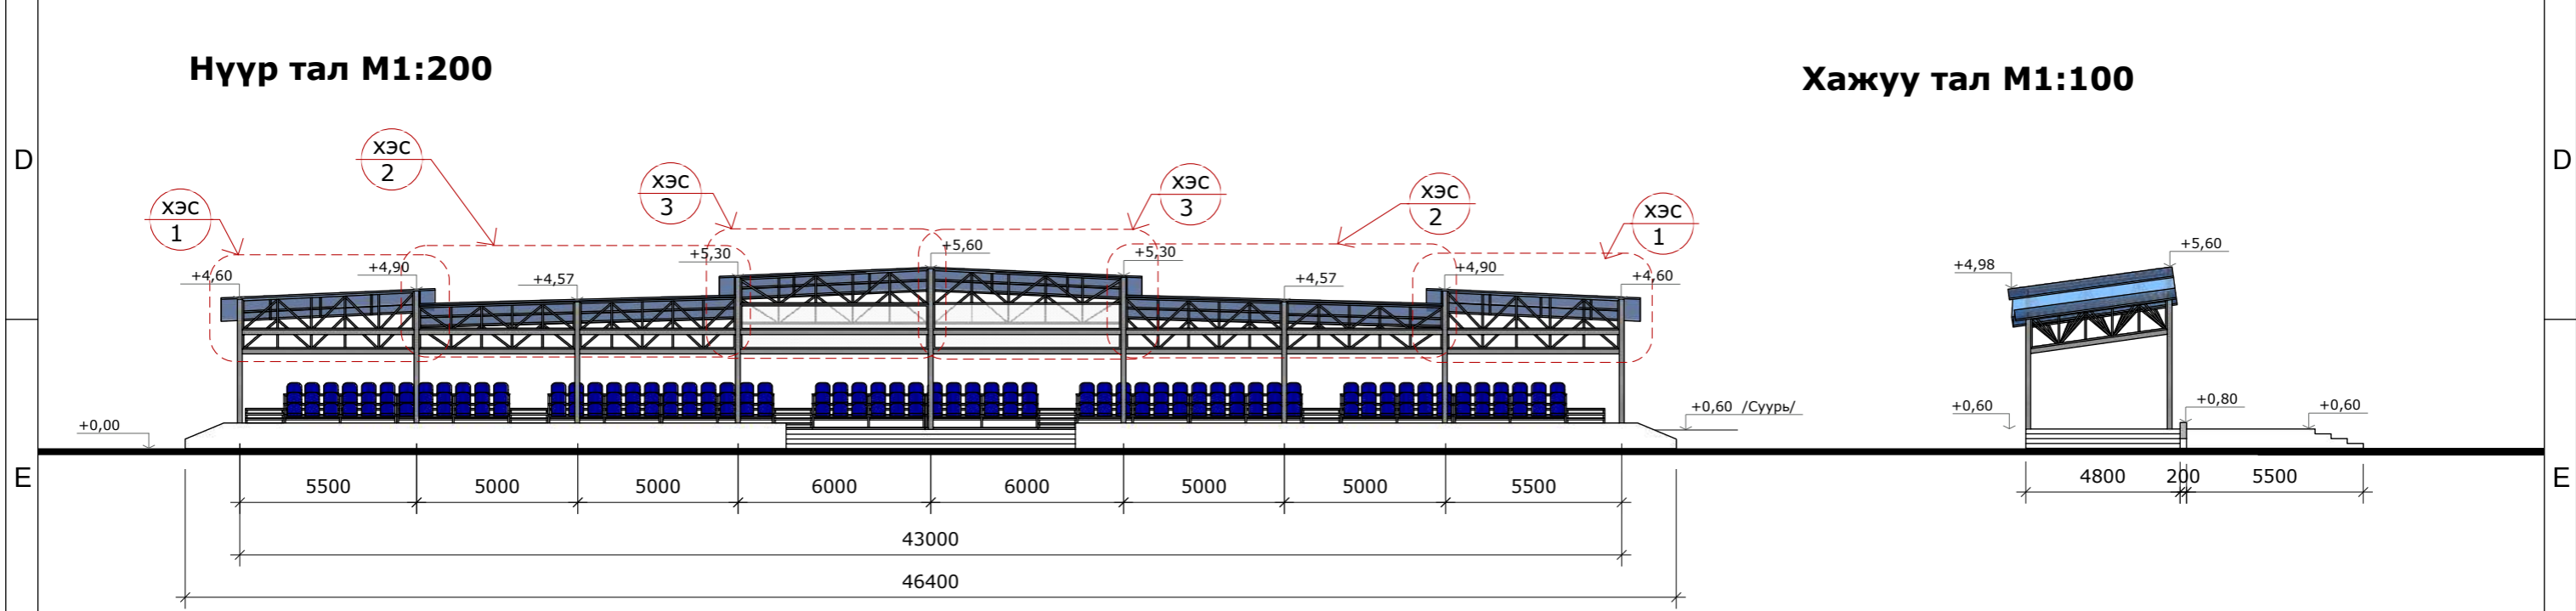 Нүүр тал М1:200
Хажуу тал М1:100
D
D
хэс
2
хэс
3
хэс
3
хэс
2
хэс
1
хэс
1
+4,60
+4,90
+4,57
+5,30
+5,60
+5,30
+4,57
+4,90
+4,60
+4,98
+5,60
+0,00
+0,60 /Суурь/
+0,60
+0,80
+0,60
E
E
5500
5000
5000
6000
6000
5000
5000
5500
4800
200
5500
43000
46400